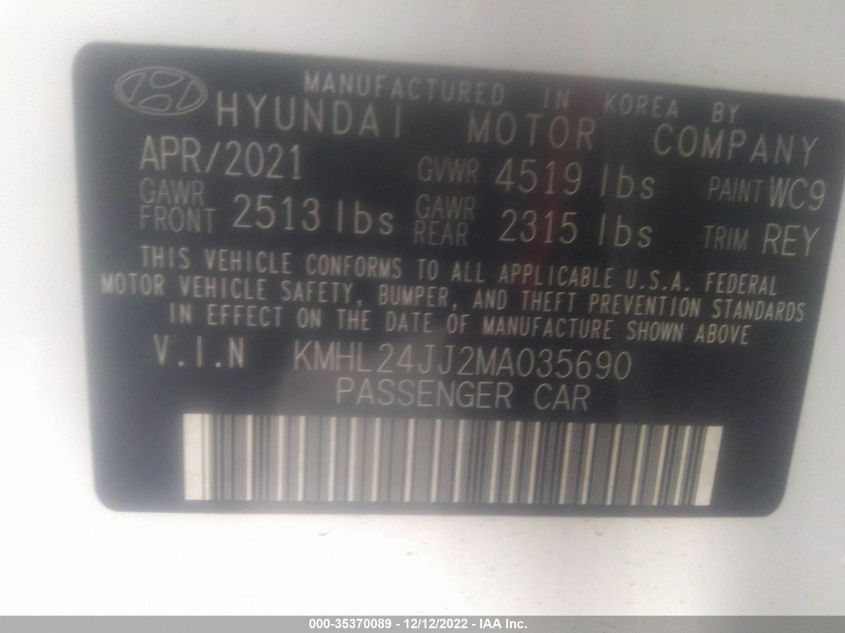 MANUFACTURED IN KOREA BY
HYUNDAI MOTOR COMPANY
APR/2021 GVWR 4519 lbs PAINT WC9
GAWR FRONT 2513 lbs GAWR REAR 2315 lbs TRIM REY
THIS VEHICLE CONFORMS TO ALL APPLICABLE U.S.A. FEDERAL
MOTOR VEHICLE SAFETY, BUMPER, AND THEFT PREVENTION STANDARDS
IN EFFECT ON THE DATE OF MANUFACTURE SHOWN ABOVE
V.I.N KMHL24JJ2MA035690
PASSENGER CAR
000-35370089 - 12/12/2022 - IAA Inc.